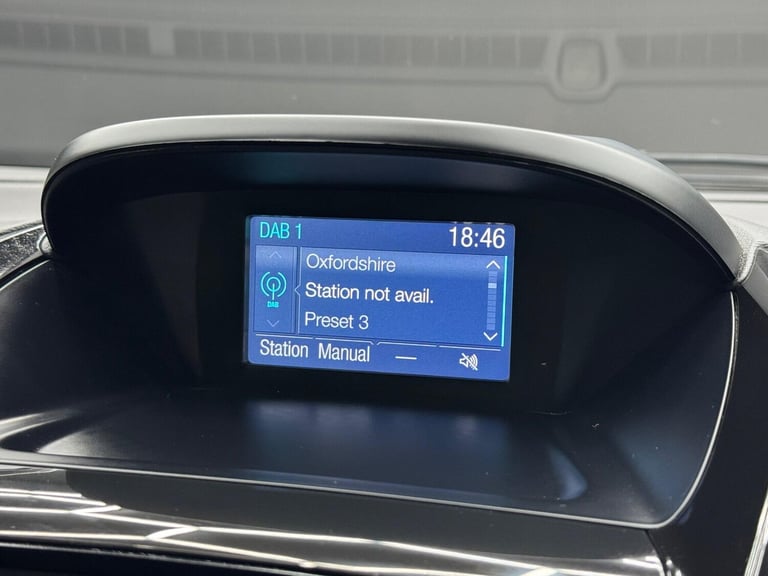 DAB 1
18:46
Oxfordshire
DAB
Station not avail.
Preset 3
Station Manual